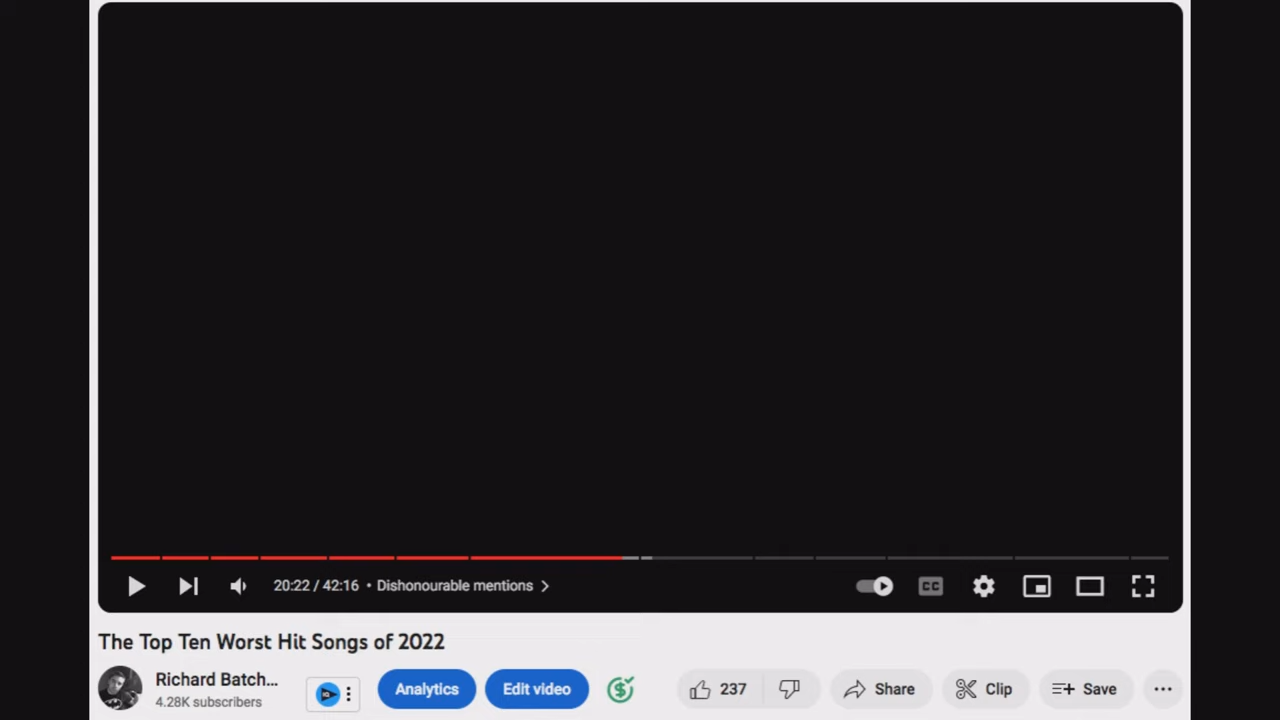 20:22 / 42:16 • Dishonourable mentions
CC
The Top Ten Worst Hit Songs of 2022
Richard Batch...
4.28K subscribers
Analytics
Edit video
237
Share
Clip
Save